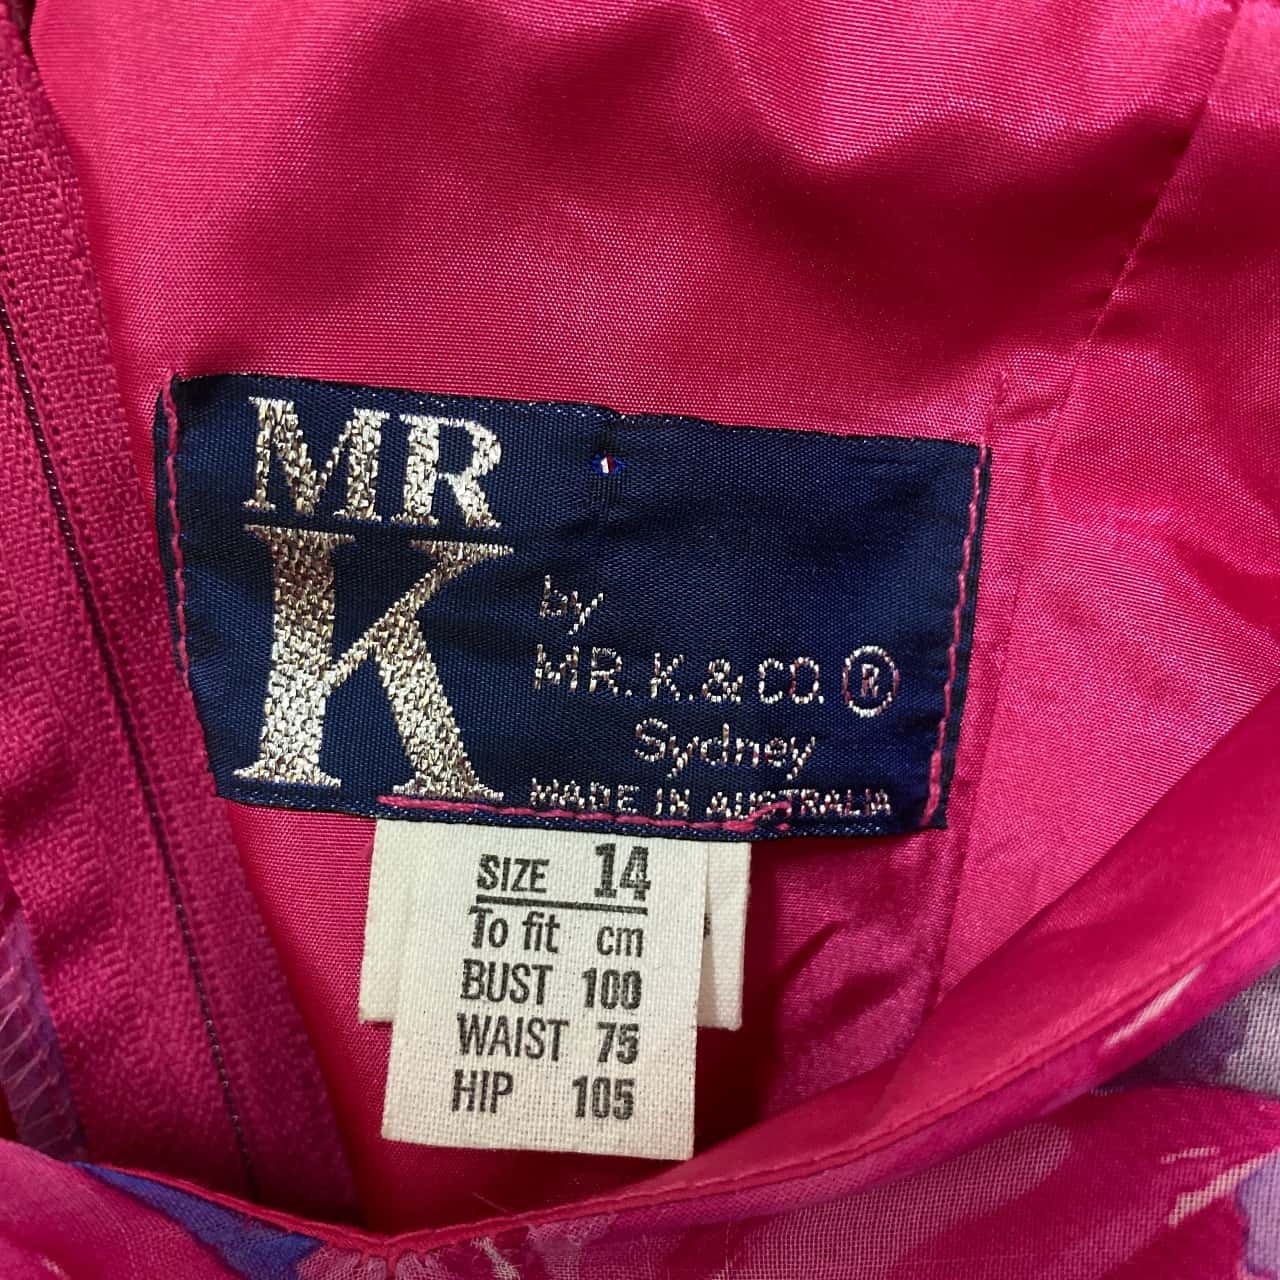 MR
K
by
MR. K. & CO. ®
Sydney
MADE IN AUSTRALIA
SIZE 14
To fit cm
BUST 100
WAIST 75
HIP 105